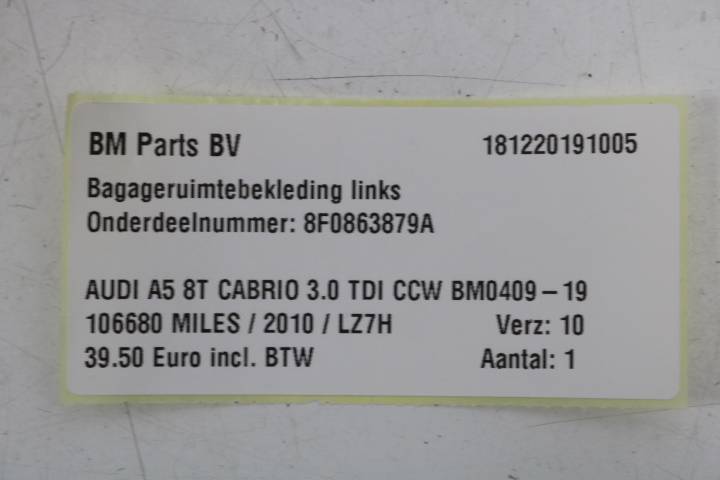 BM Parts BV 181220191005
Bagageruimtebekleding links
Onderdeelnummer: 8F0863879A
AUDI A5 8T CABRIO 3.0 TDI CCW BM0409 – 19
106680 MILES / 2010 / LZ7H Verz: 10
39.50 Euro incl. BTW Aantal: 1